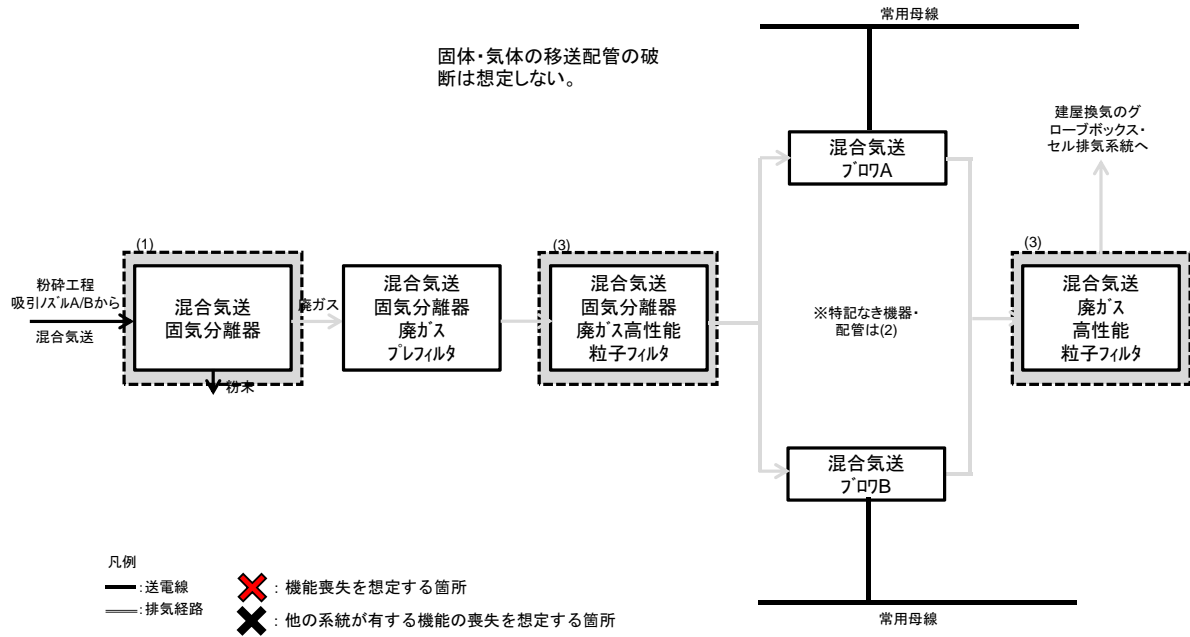 常用母線
固体・気体の移送配管の破
断は想定しない。
建屋換気のグ
ローブボックス・
セル排気系統へ
混合気送
ブロワA
(1)
(3)
(3)
粉砕工程
吸引ノズルA/Bから
混合気送
混合気送
固気分離器
粉末
廃ガス
混合気送
固気分離器
廃ガス
プレフィルタ
混合気送
固気分離器
廃ガス高性能
粒子フィルタ
※特記なき機器・
配管は(2)
混合気送
廃ガス
高性能
粒子フィルタ
混合気送
ブロワB
常用母線
凡例
:送電線
:排気経路
:機能喪失を想定する箇所
:他の系統が有する機能の喪失を想定する箇所